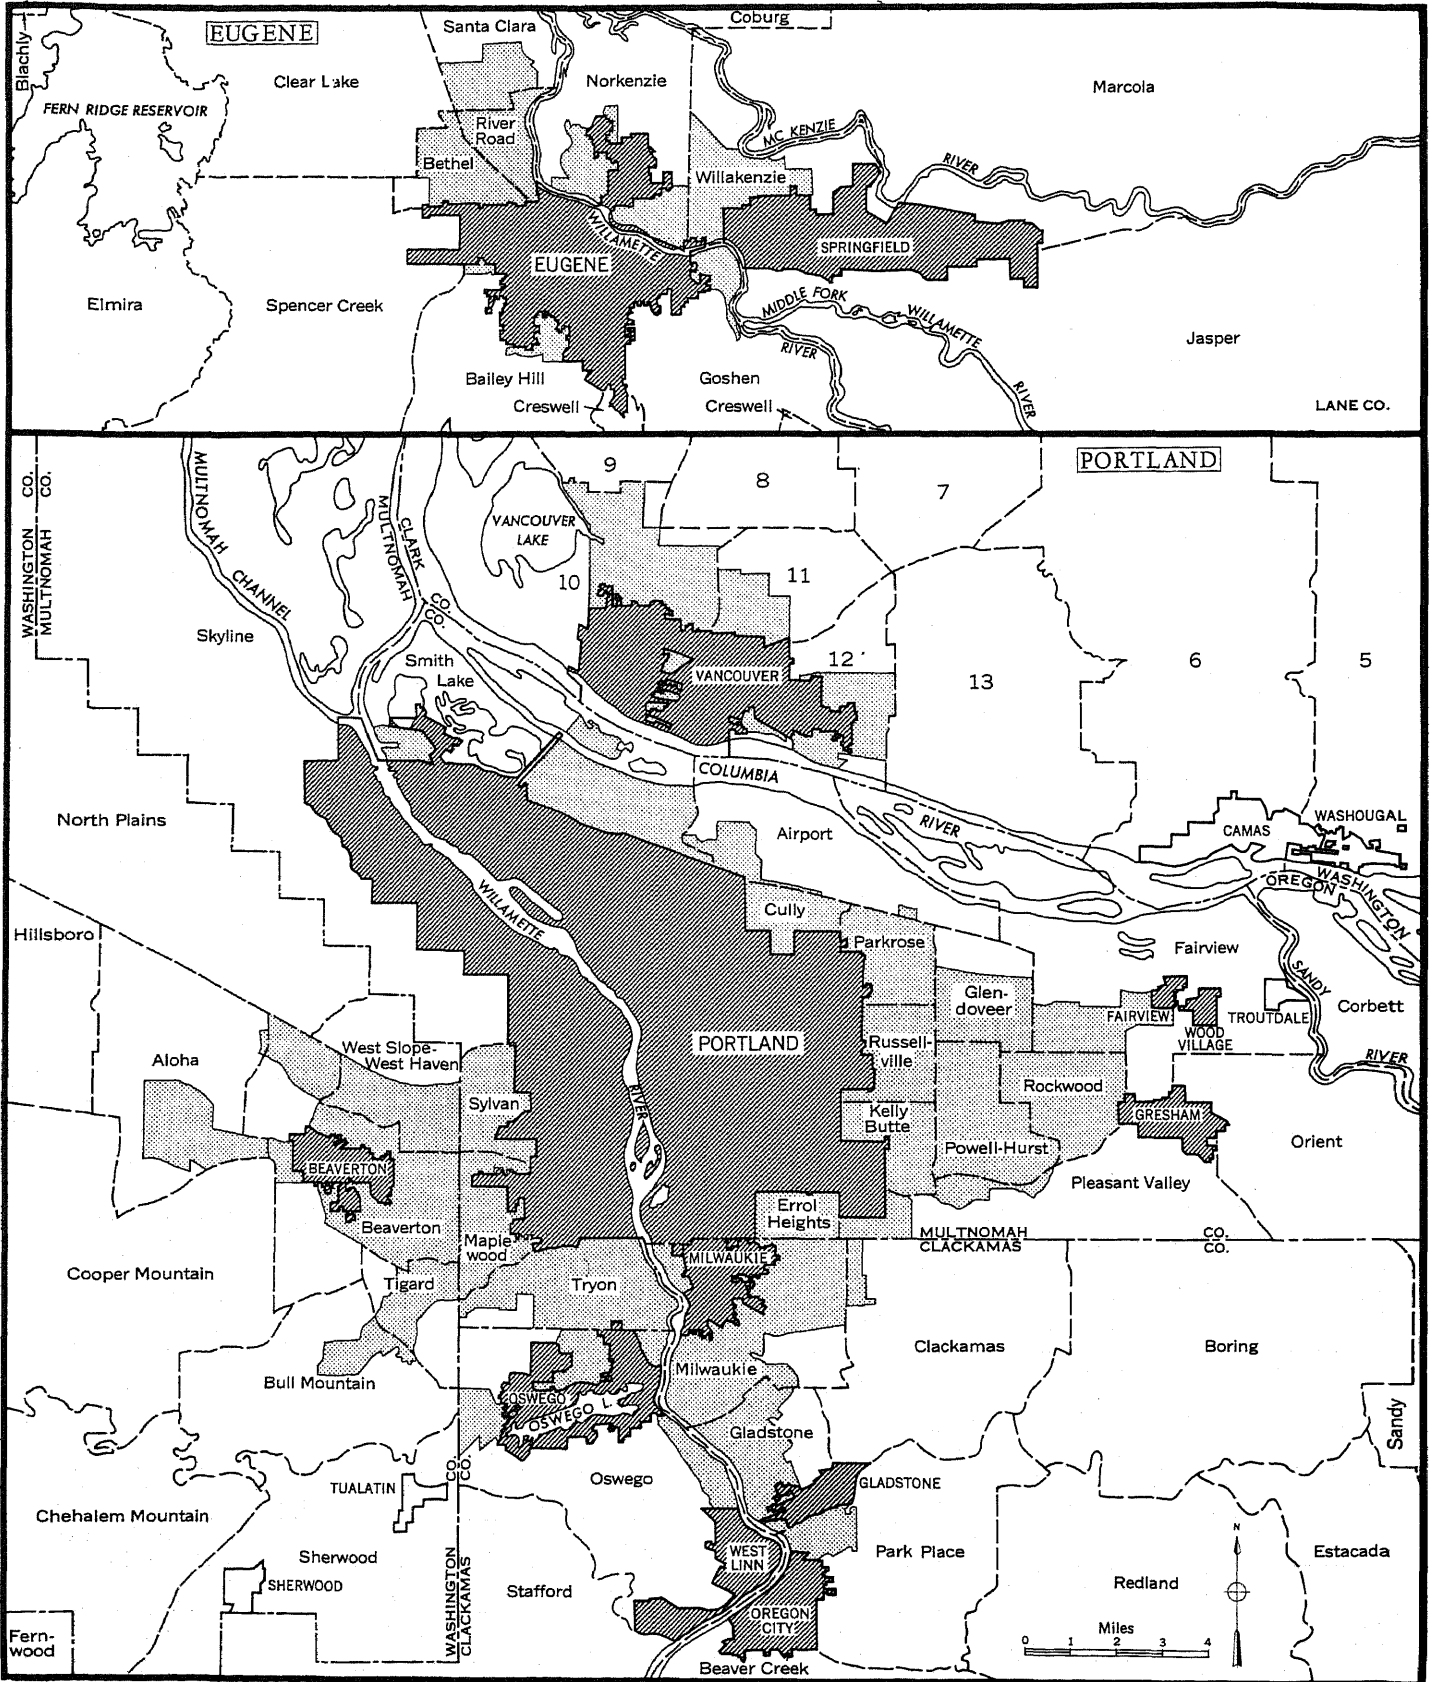 EUGENE
Santa Clara
Coburg
Blachly
Clear Lake
Norkenzie
Marcola
FERN RIDGE RESERVOIR
River
Road
MC KENZIE
RIVER
Bethel
Willakenzie
WILLAMETTE
SPRINGFIELD
EUGENE
Elmira
Spencer Creek
MIDDLE FORK
WILLAMETTE
RIVER
RIVER
Jasper
Bailey Hill
Goshen
Creswell
Creswell
LANE CO.
PORTLAND
WASHINGTON CO.
MULTNOMAH CO.
MULTNOMAH
CHANNEL
CLARK CO.
MULTNOMAH CO.
9
8
7
VANCOUVER
LAKE
10
11
Skyline
Smith
Lake
VANCOUVER
12
13
6
5
COLUMBIA
RIVER
North Plains
Airport
CAMAS
WASHOUGAL
WASHINGTON
OREGON
WILLAMETTE
Cully
Hillsboro
Parkrose
Fairview
SANDY
Glen-
doveer
FAIRVIEW
WOOD
VILLAGE
TROUTDALE
Corbett
PORTLAND
Aloha
West Slope-
West Haven
Russell-
ville
RIVER
Sylvan
RIVER
Rockwood
Kelly
Butte
GRESHAM
Orient
BEAVERTON
Powell-Hurst
Pleasant Valley
Beaverton
Maple
wood
Errol
Heights
MULTNOMAH CO.
CLACKAMAS CO.
MILWAUKIE
Cooper Mountain
Tigard
Tryon
Clackamas
Boring
Bull Mountain
Milwaukie
OSWEGO
OSWEGO L.
Sandy
Gladstone
Oswego
TUALATIN
GLADSTONE
Chehalem Mountain
WEST
LINN
Park Place
Estacada
Sherwood
SHERWOOD
WASHINGTON CO.
CLACKAMAS CO.
Stafford
Redland
N
OREGON
CITY
Fern-
wood
Miles
0 1 2 3 4
Beaver Creek